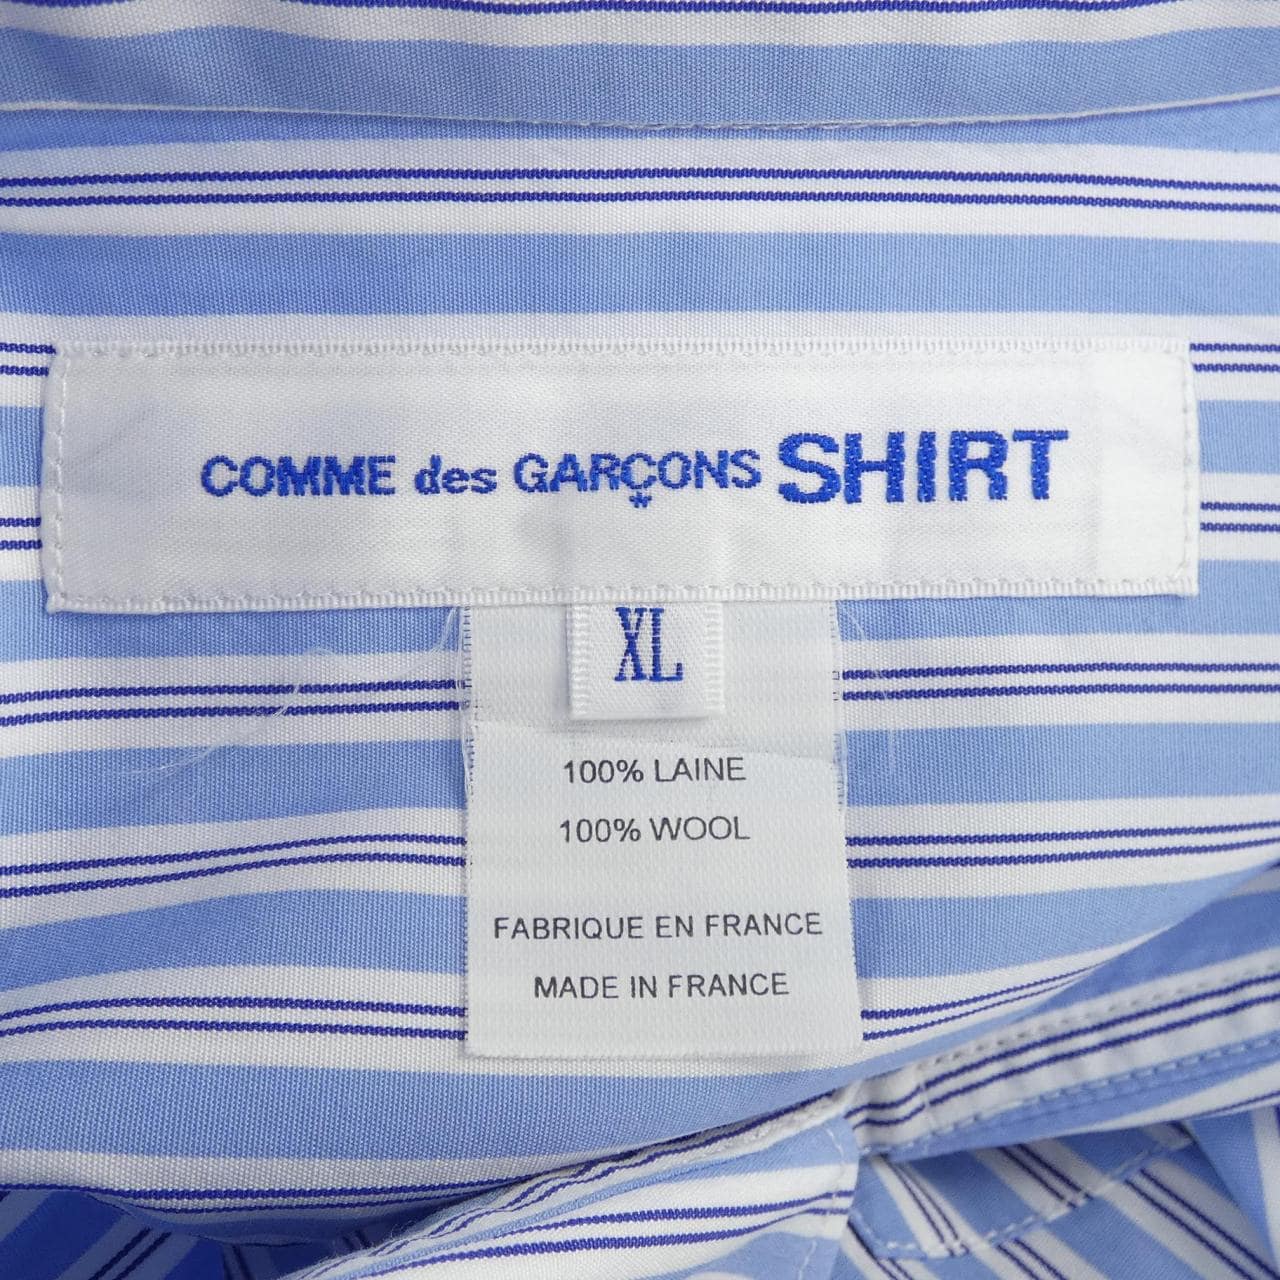 COMME des GARÇONS SHIRT
XL
100% LAINE
100% WOOL
FABRIQUE EN FRANCE
MADE IN FRANCE